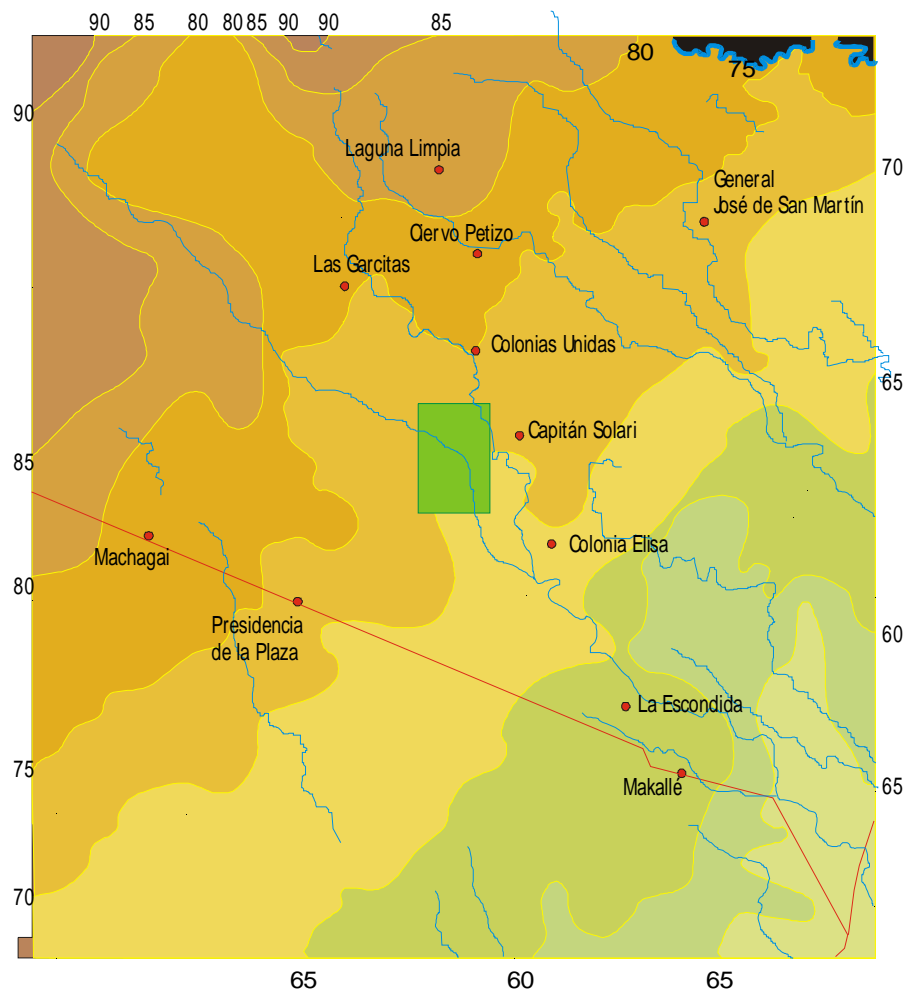 90 85 80 80 85 90 90 85
80
75
90
Laguna Limpia
70
General
José de San Martín
Ciervo Petizo
Las Garcitas
Colonias Unidas
65
Capitán Solari
85
Machagai
Colonia Elisa
80
Presidencia
de la Plaza
60
La Escondida
75
Makallé
65
70
65 60 65